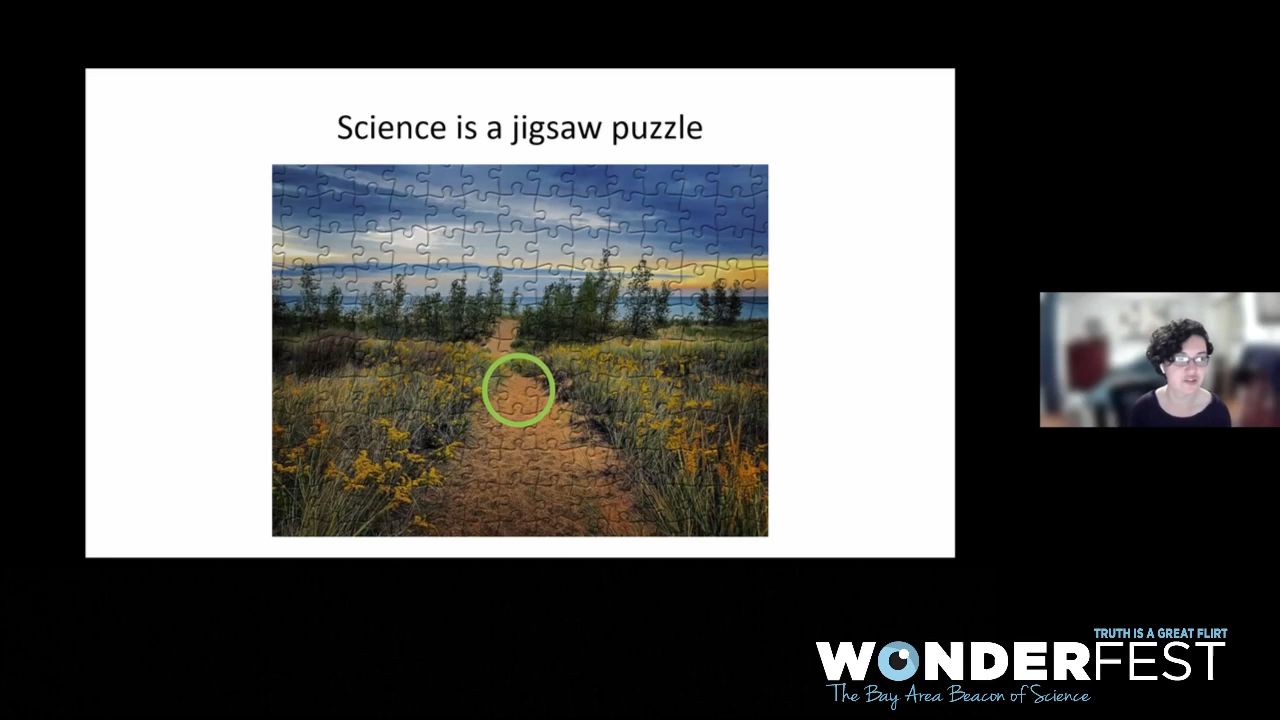 Science is a jigsaw puzzle
TRUTH IS A GREAT FLIRT
WONDERFEST
The Bay Area Beacon of Science